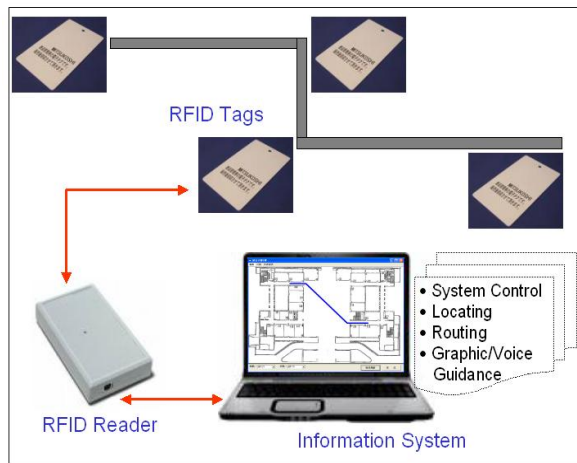 RFID Tags
• System Control
• Locating
• Routing
• Graphic/Voice
Guidance
RFID Reader
Information System